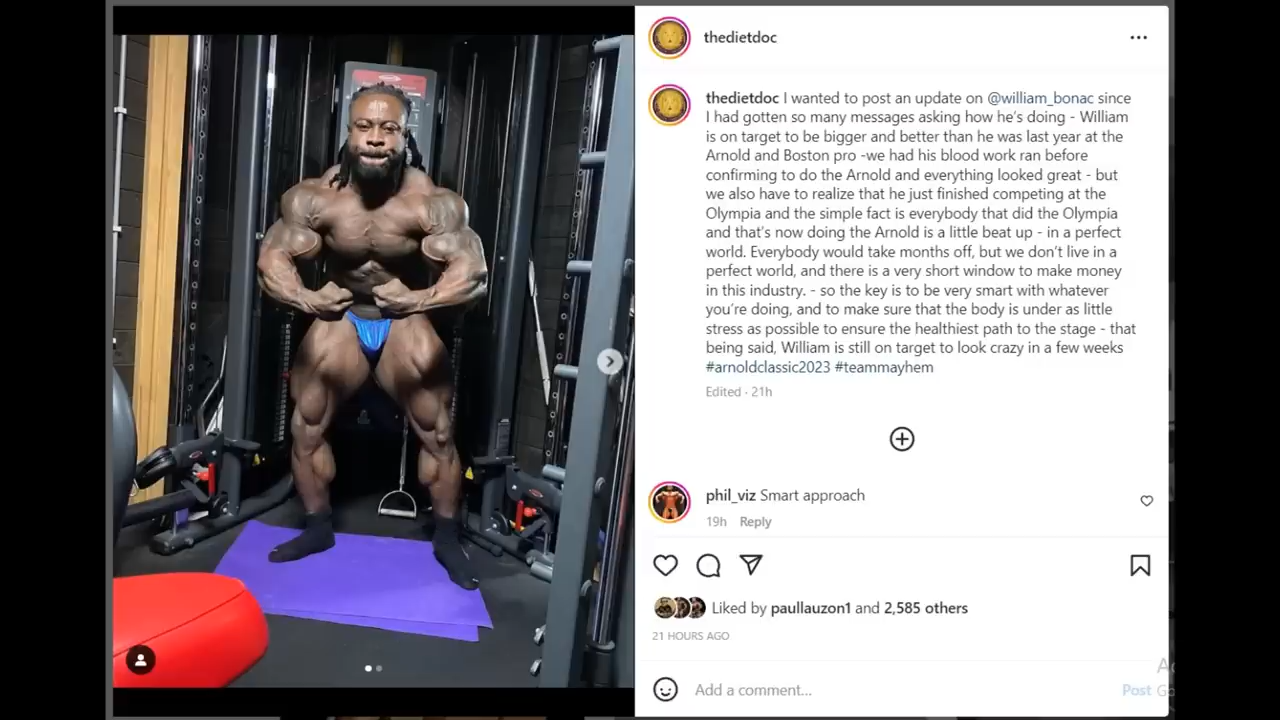 thedietdoc
thedietdoc I wanted to post an update on @william_bonac since
I had gotten so many messages asking how he's doing - William
is on target to be bigger and better than he was last year at the
Arnold and Boston pro -we had his blood work ran before
confirming to do the Arnold and everything looked great - but
we also have to realize that he just finished competing at the
Olympia and the simple fact is everybody that did the Olympia
and that's now doing the Arnold is a little beat up - in a perfect
world. Everybody would take months off, but we don't live in a
perfect world, and there is a very short window to make money
in this industry. - so the key is to be very smart with whatever
you're doing, and to make sure that the body is under as little
stress as possible to ensure the healthiest path to the stage - that
being said, William is still on target to look crazy in a few weeks
#arnoldclassic2023 #teammayhem
Edited · 21h
phil_viz Smart approach
19h Reply
Liked by paullauzon1 and 2,585 others
21 HOURS AGO
Add a comment...
Post